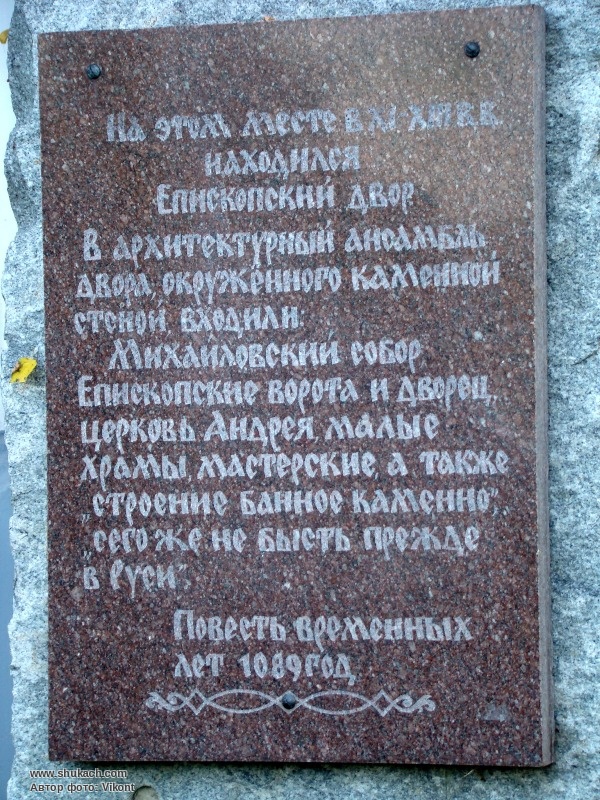 На этом месте в XI-XIII в.в.
находился
Епископский двор
В архитектурный ансамбль
двора, окруженного каменной
стеной, входили:
Михайловский собор,
Епископские ворота и дворец,
церковь Андрея, малые
храмы, мастерские, а также
„строение банное каменно",
„сего же не бысть прежде
в Руси".
Повесть временных
лет 1089 год
www.shukach.com
Автор фото: Vikont